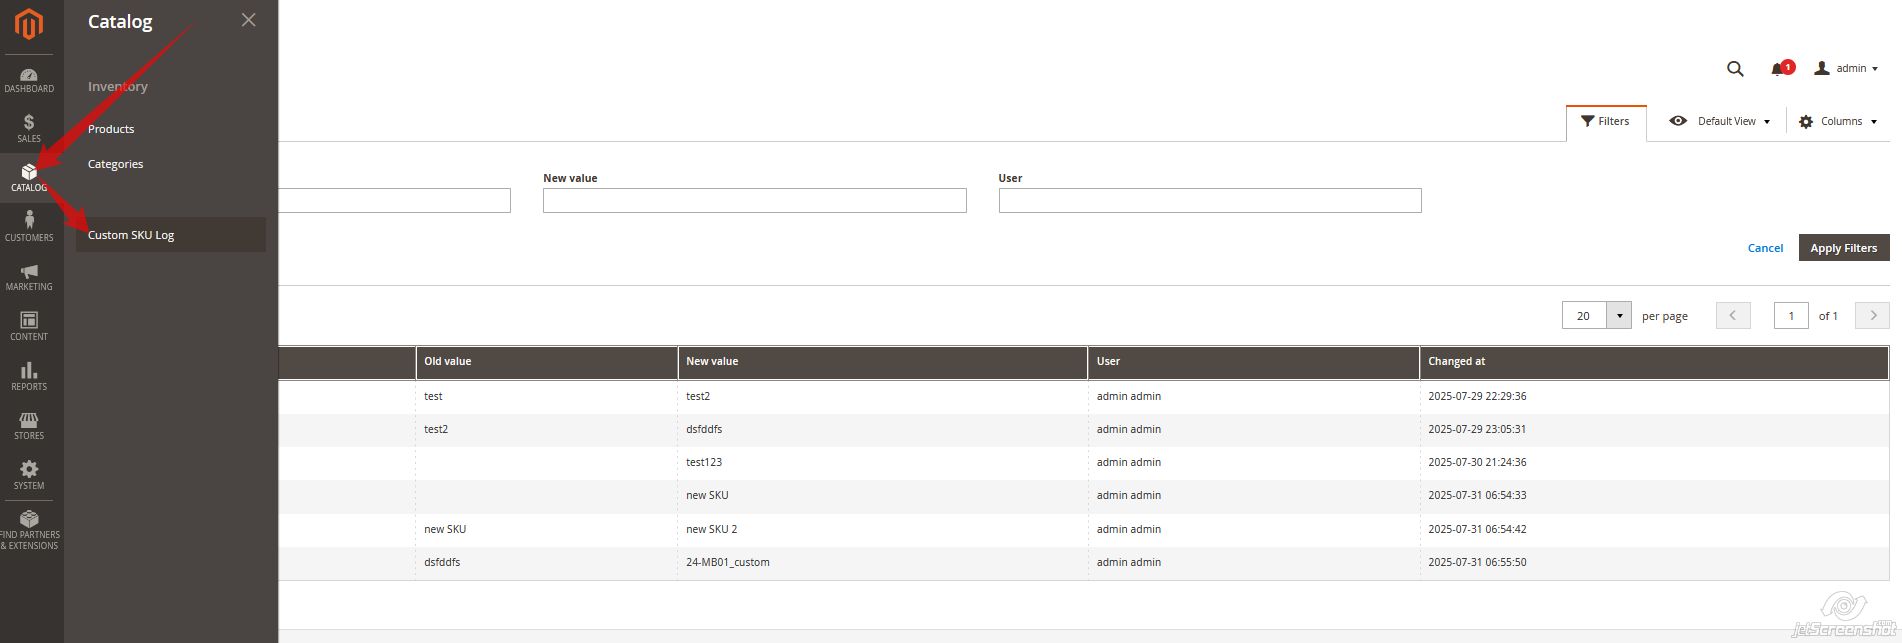 Catalog
DASHBOARD
SALES
CATALOG
CUSTOMERS
MARKETING
CONTENT
REPORTS
STORES
SYSTEM
FIND PARTNERS
& EXTENSIONS
Inventory
Products
Categories
Custom SKU Log
1
admin
Filters
Default View
Columns
New value
User
Cancel
Apply Filters
20 per page 1 of 1
Old value New value User Changed at
test test2 admin admin 2025-07-29 22:29:36
test2 dsfddfs admin admin 2025-07-29 23:05:31
test123 admin admin 2025-07-30 21:24:36
new SKU admin admin 2025-07-31 06:54:33
new SKU new SKU 2 admin admin 2025-07-31 06:54:42
dsfddfs 24-MB01_custom admin admin 2025-07-31 06:55:50
jetScreenshot
.com